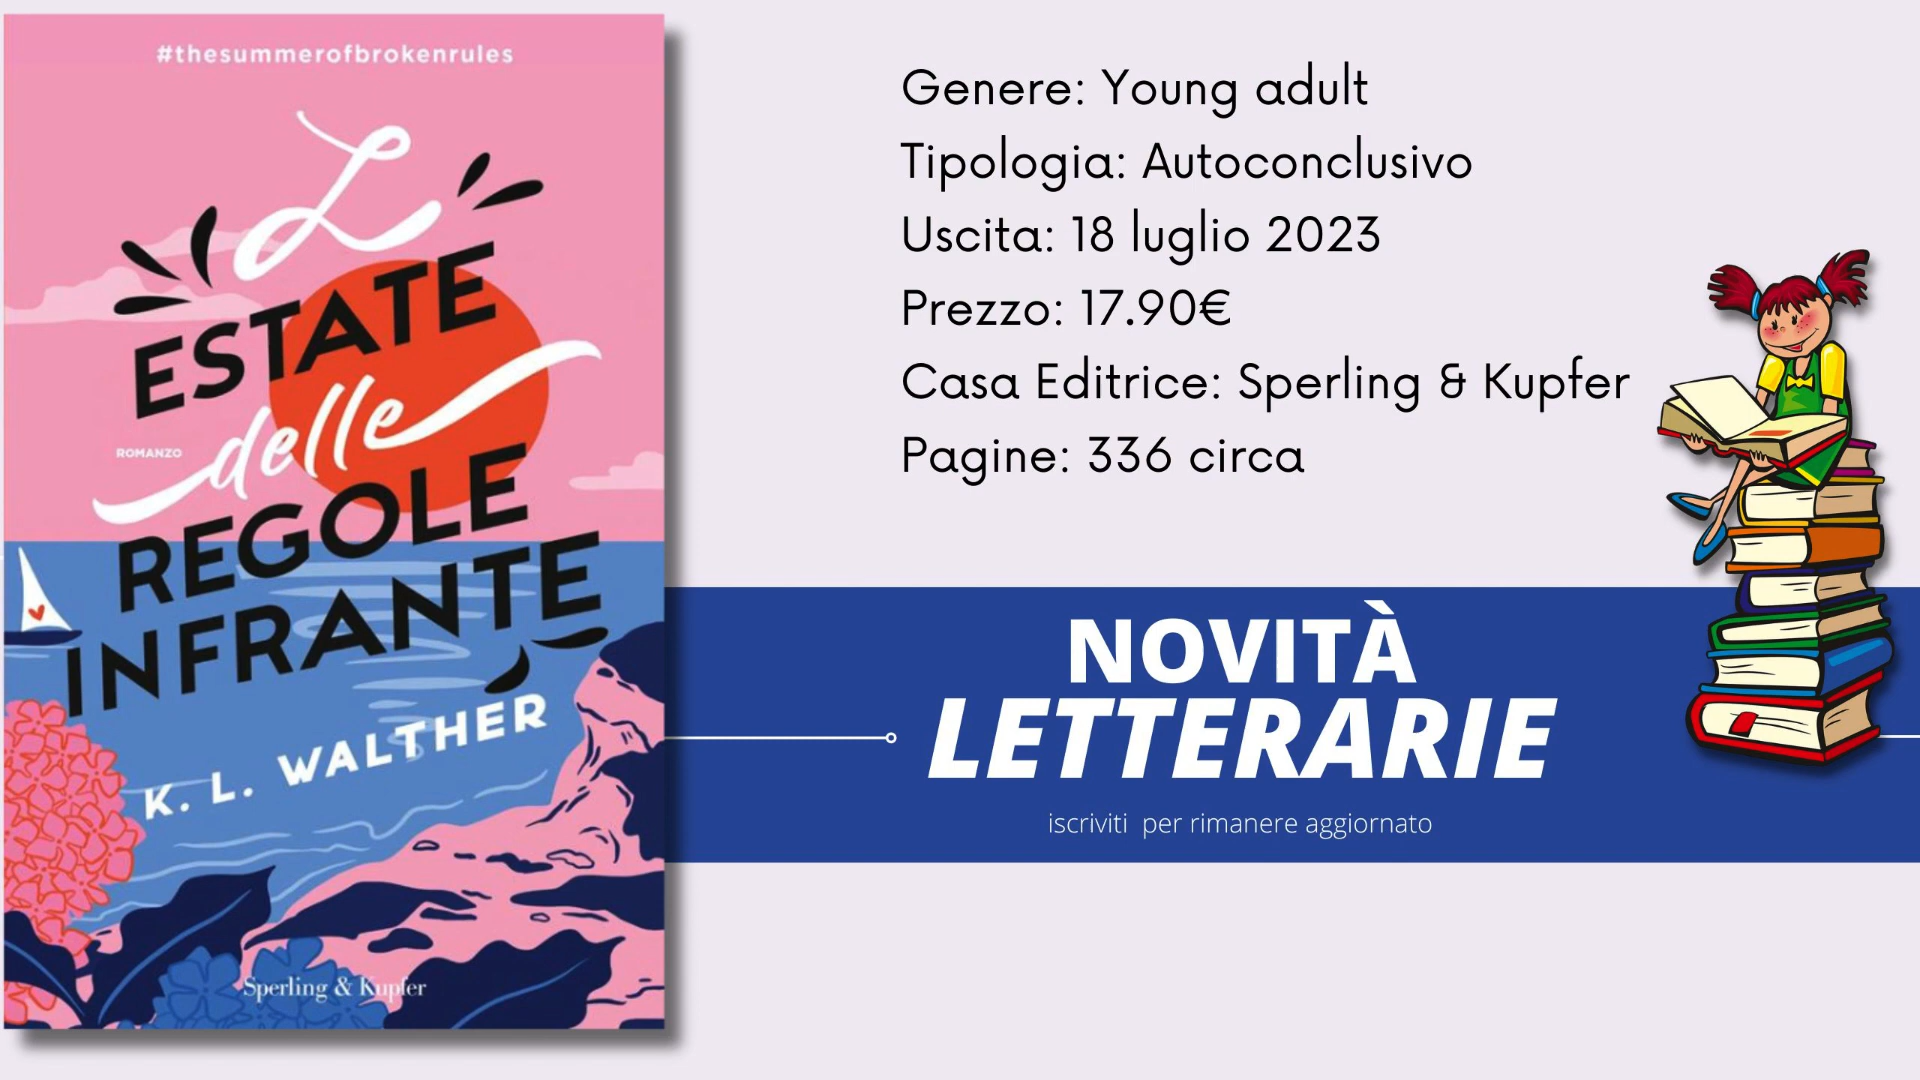 #thesummerofbrokenrules
L'
ESTATE
delle
ROMANZO
REGOLE
INFRANTE
K. L. WALTHER
Sperling & Kupfer
Genere: Young adult
Tipologia: Autoconclusivo
Uscita: 18 luglio 2023
Prezzo: 17.90€
Casa Editrice: Sperling & Kupfer
Pagine: 336 circa
NOVITÀ
LETTERARIE
iscriviti per rimanere aggiornato